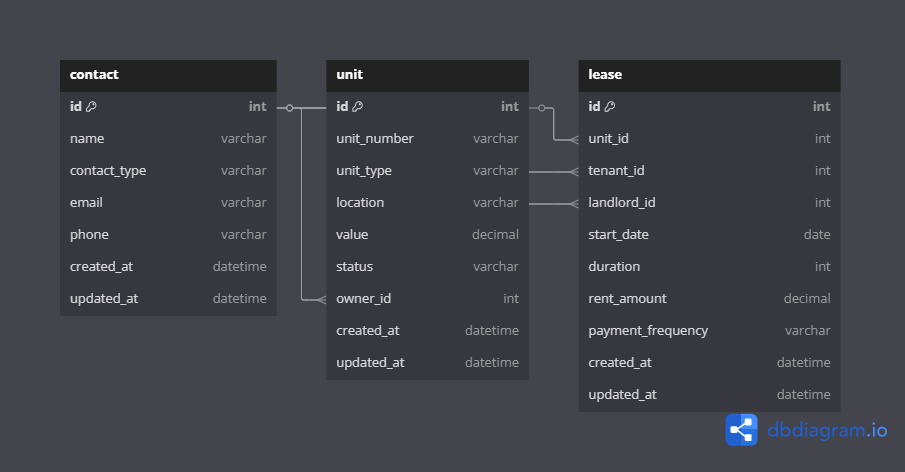 contact
id int
name varchar
contact_type varchar
email varchar
phone varchar
created_at datetime
updated_at datetime
unit
id int
unit_number varchar
unit_type varchar
location varchar
value decimal
status varchar
owner_id int
created_at datetime
updated_at datetime
lease
id int
unit_id int
tenant_id int
landlord_id int
start_date date
duration int
rent_amount decimal
payment_frequency varchar
created_at datetime
updated_at datetime
dbdiagram.io